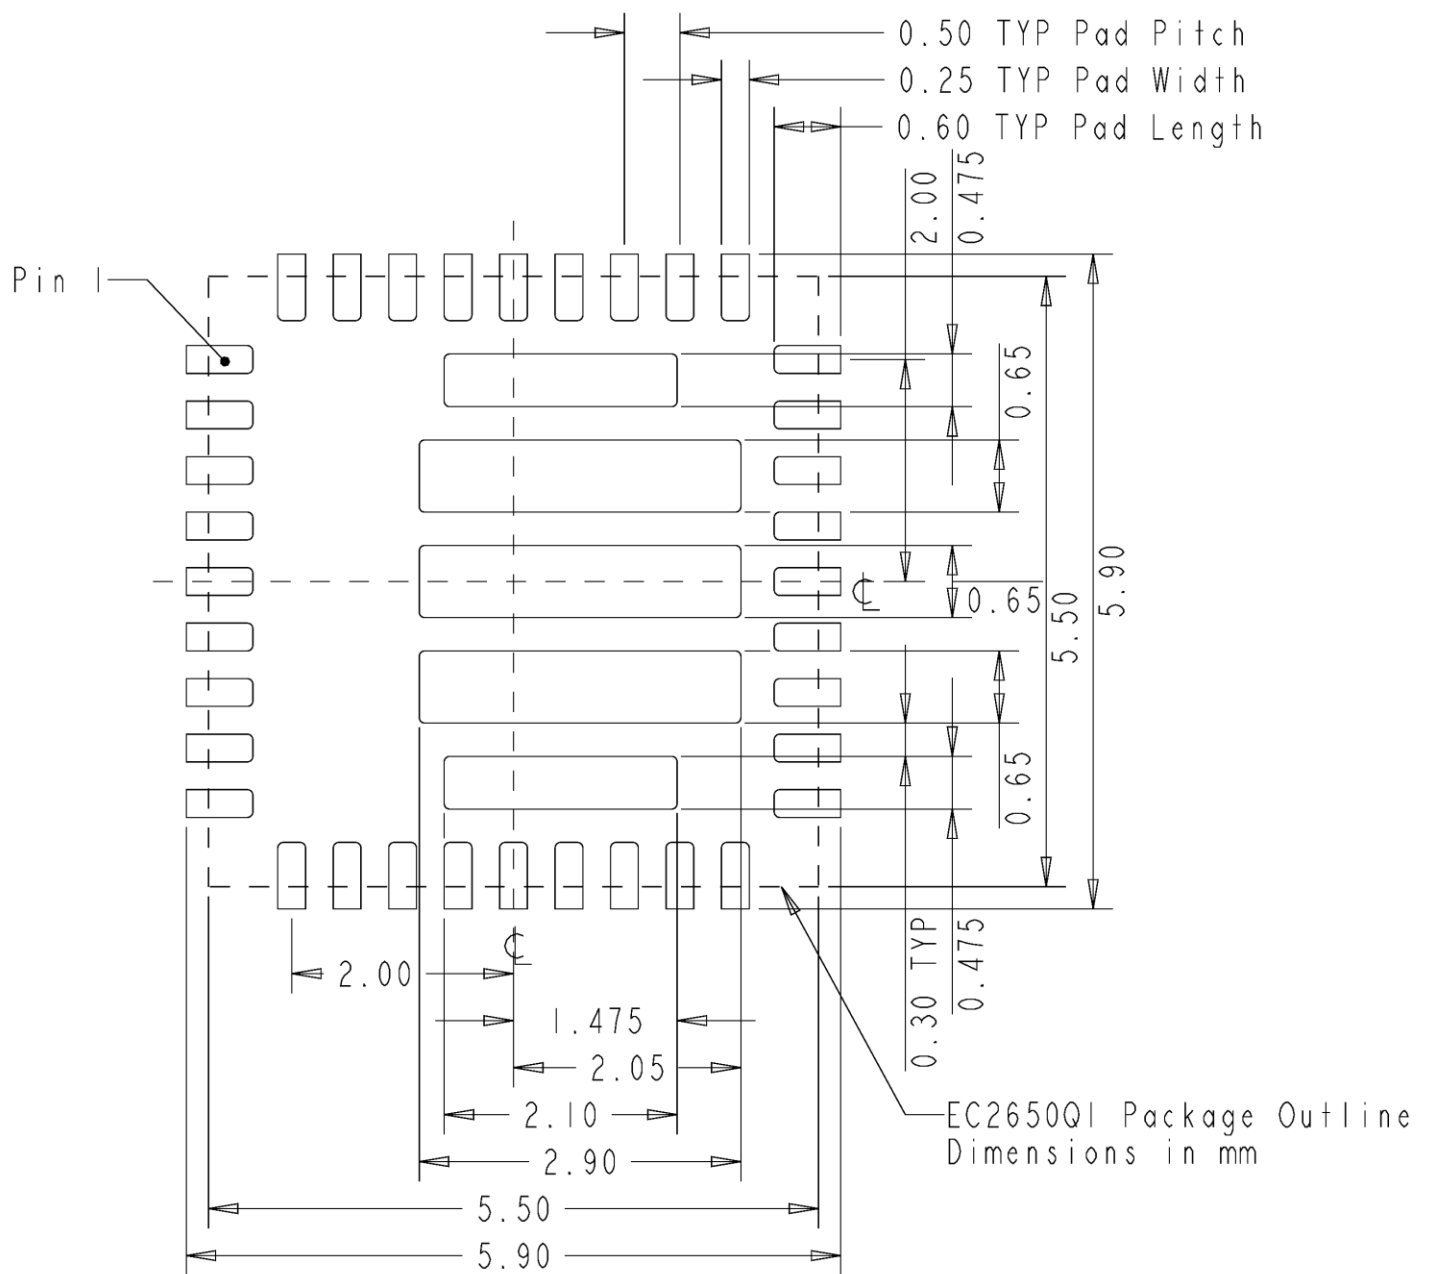 0.50 TYP Pad Pitch
0.25 TYP Pad Width
0.60 TYP Pad Length
2.00
0.475
Pin 1
0.65
℄
0.65
5.50
5.90
0.65
0.30 TYP
0.475
℄
2.00
1.475
2.05
2.10
2.90
5.50
5.90
EC2650QI Package Outline
Dimensions in mm